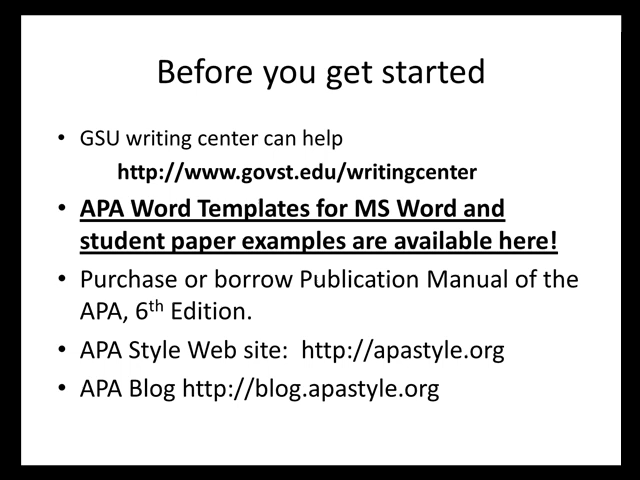 Before you get started
• GSU writing center can help
http://www.govst.edu/writingcenter
• APA Word Templates for MS Word and
student paper examples are available here!
• Purchase or borrow Publication Manual of the
APA, 6th Edition.
• APA Style Web site: http://apastyle.org
• APA Blog http://blog.apastyle.org